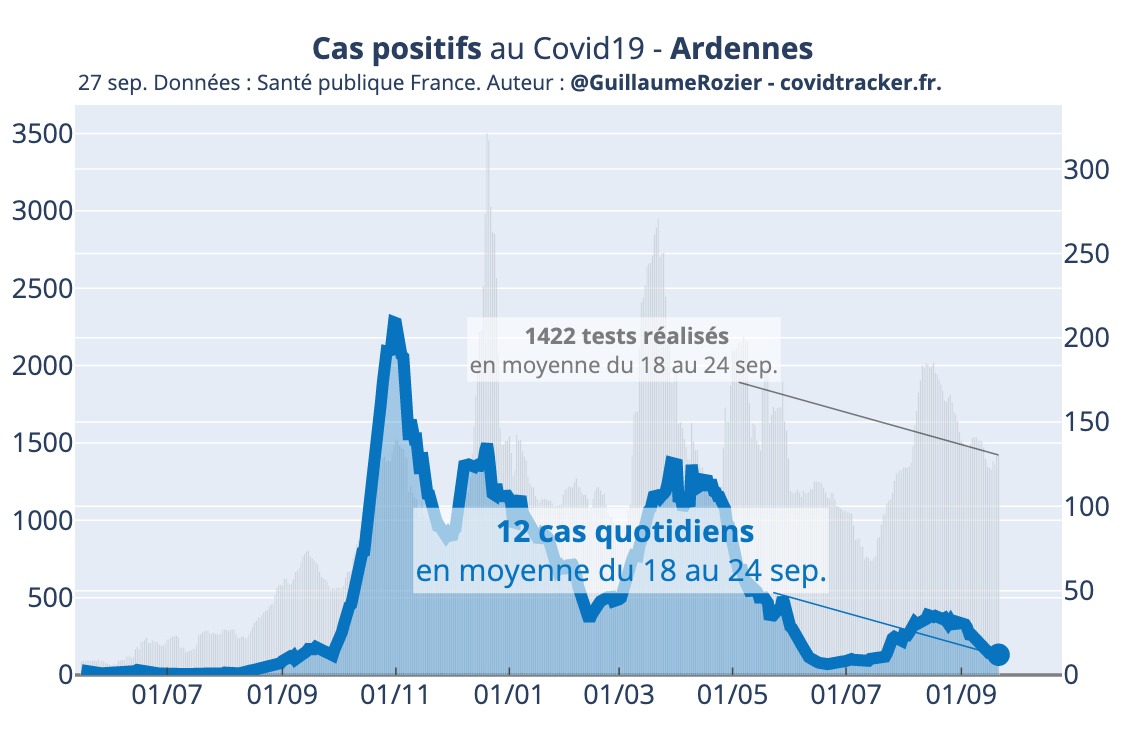 Cas positifs au Covid19 - Ardennes
27 sep. Données : Santé publique France. Auteur : @GuillaumeRozier - covidtracker.fr.
3500
3000
2500
2000
1500
1000
500
0
300
250
200
150
100
50
0
1422 tests réalisés
en moyenne du 18 au 24 sep.
12 cas quotidiens
en moyenne du 18 au 24 sep.
01/07 01/09 01/11 01/01 01/03 01/05 01/07 01/09